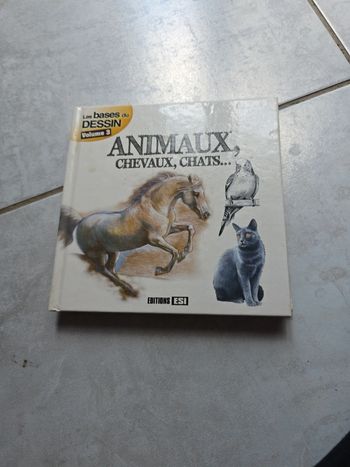 Les bases du
DESSIN
Volume 3
ANIMAUX,
CHEVAUX, CHATS...
EDITIONS ESI